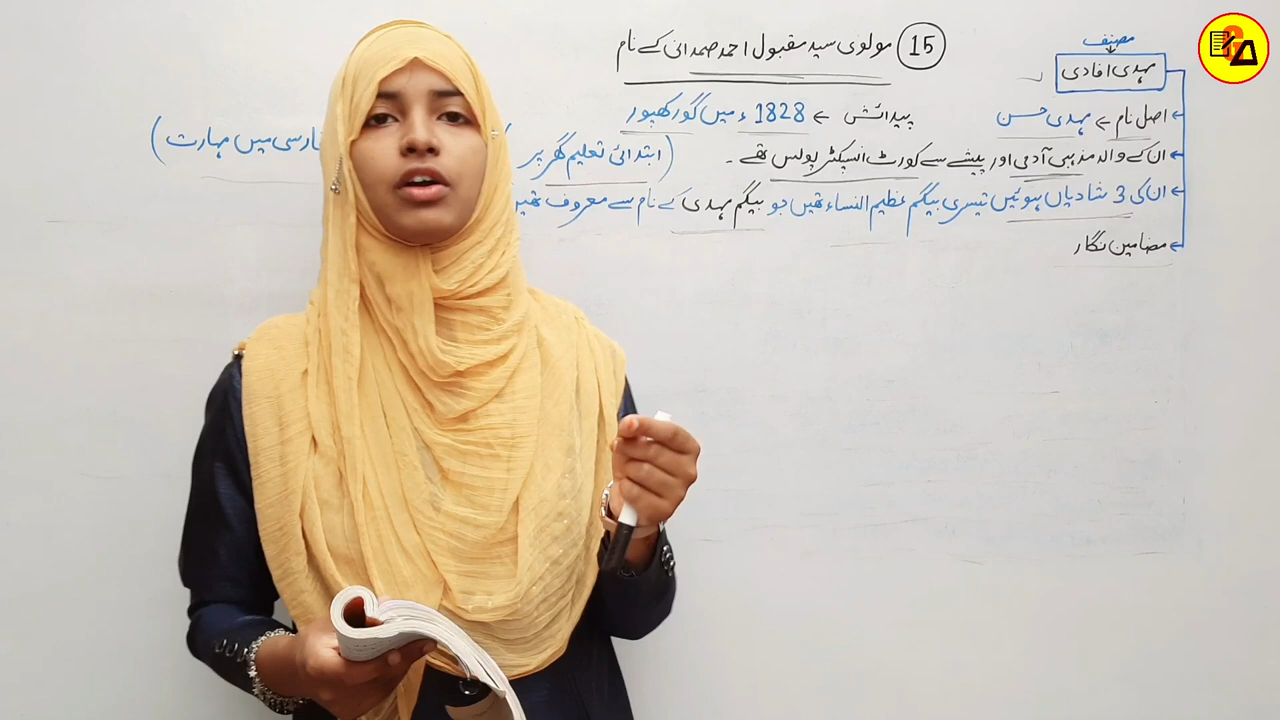 15 مولوی سید مقبول احمد صمدانی کے نام
مصنف
مہدی افادی
اصل نام ← مہدی حسن
پیدائش ← 1828ء میں گورکھپور
ان کے والد مذہبی آدمی اور پیشے سے کورٹ انسپکٹر پولس تھے ۔
(ابتدائی تعلیم گھر پر
فارسی میں مہارت)
ان کی 3 شادیاں ہوئیں تیسری بیگم عظیم النساء تھیں جو بیگم مہدی کے نام سے معروف تھیں
مضامین نگار